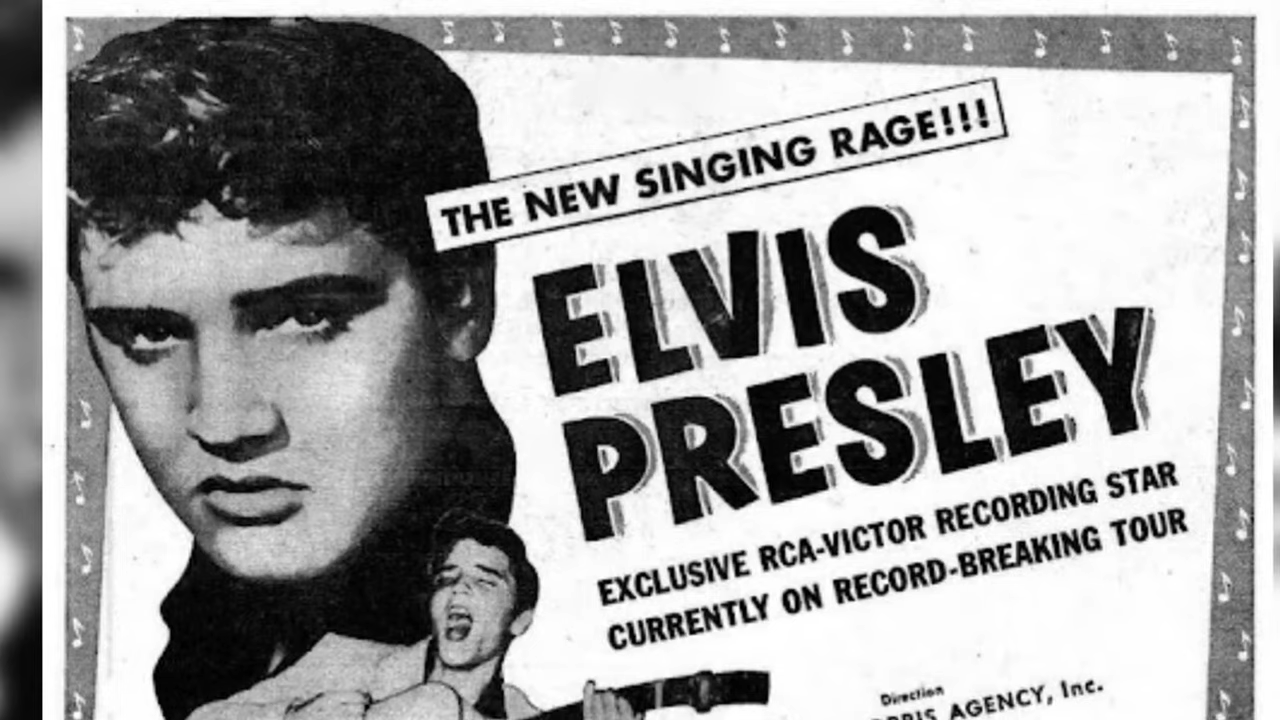 THE NEW SINGING RAGE!!!
ELVIS
PRESLEY
EXCLUSIVE RCA-VICTOR RECORDING STAR
CURRENTLY ON RECORD-BREAKING TOUR
Direction
AGENCY, Inc.